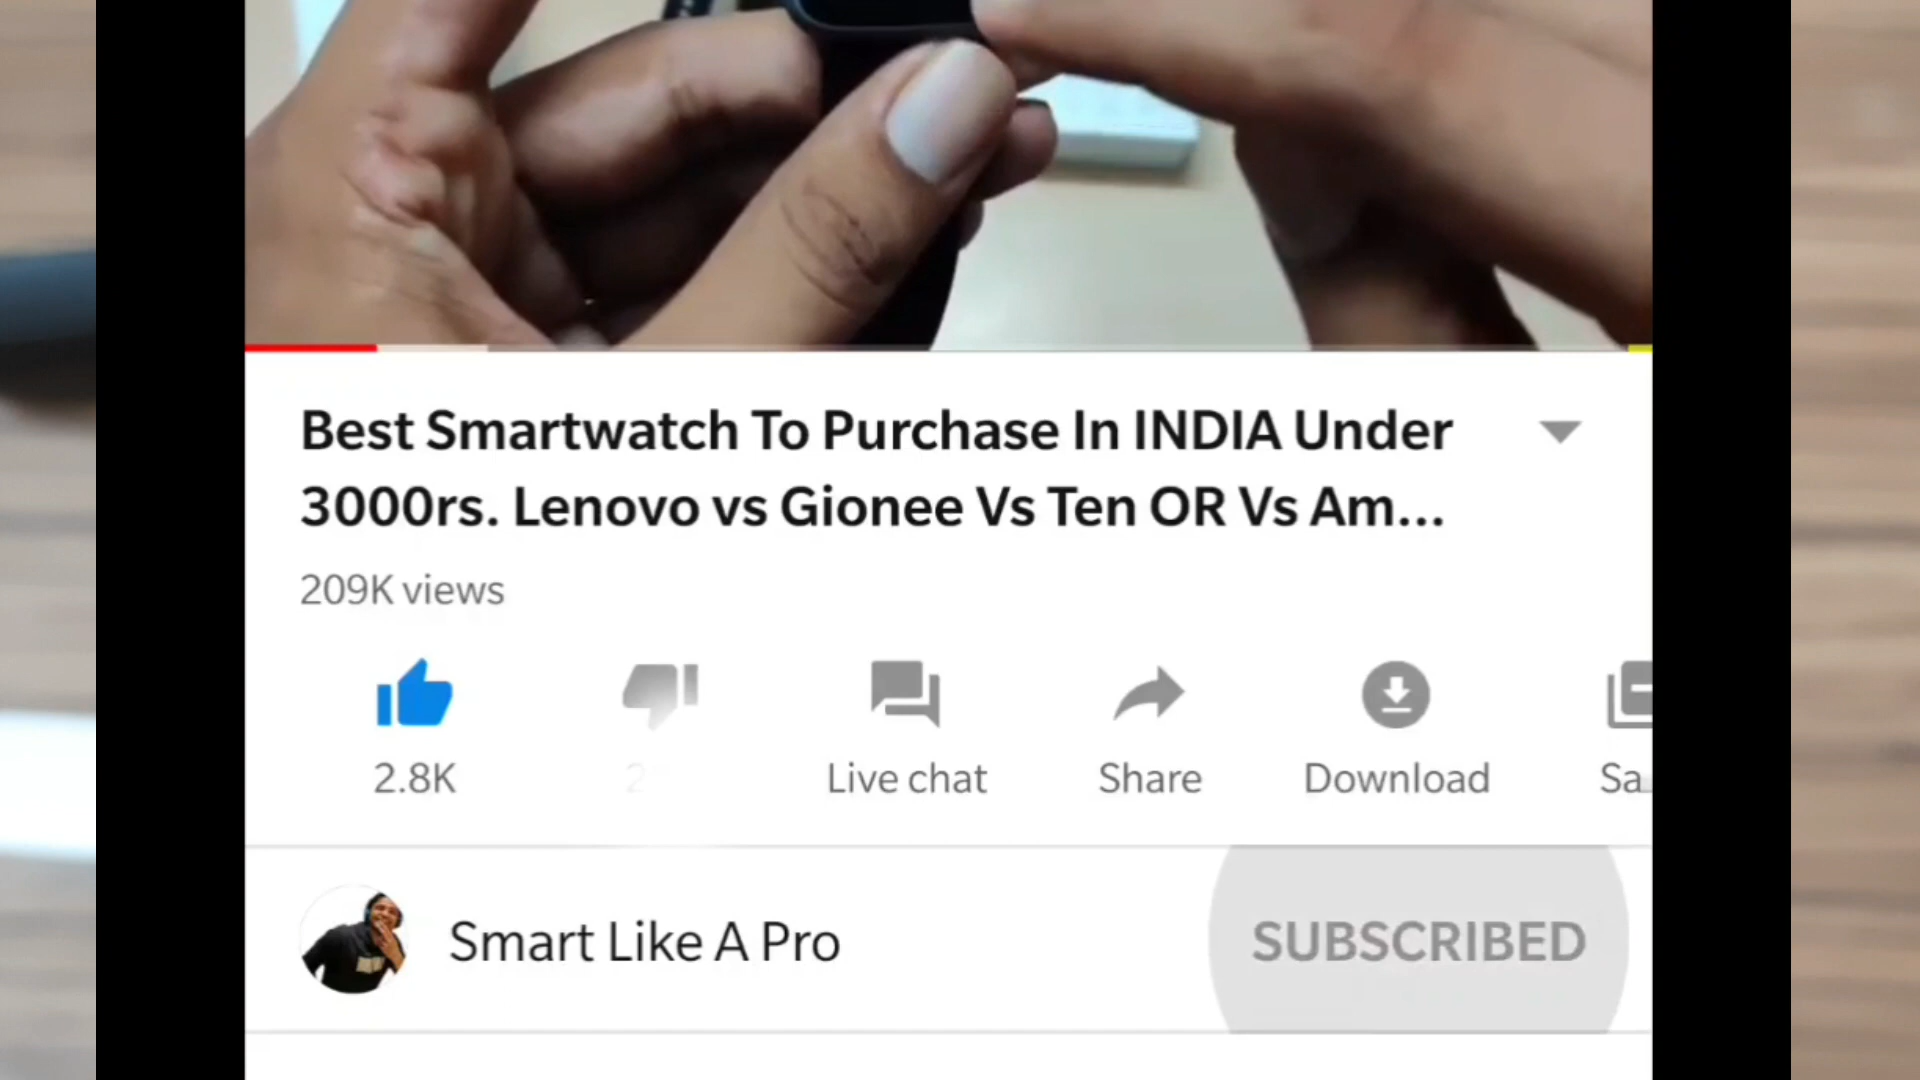 Best Smartwatch To Purchase In INDIA Under
3000rs. Lenovo vs Gionee Vs Ten OR Vs Am...
209K views
2.8K
Live chat
Share
Download
Sa
Smart Like A Pro
SUBSCRIBED